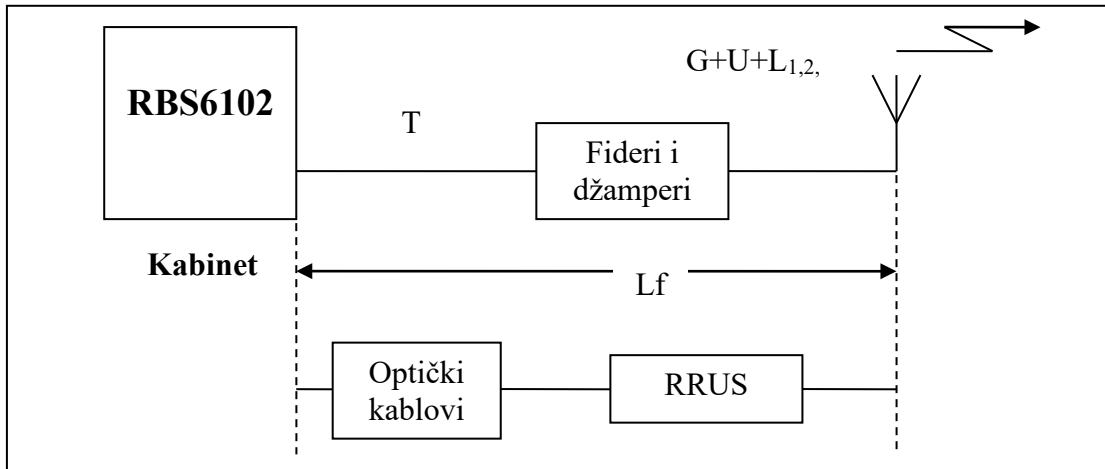 G+U+L1,2,
RBS6102
T
Fideri i
džamperi
Kabinet
Lf
Optički
kablovi
RRUS